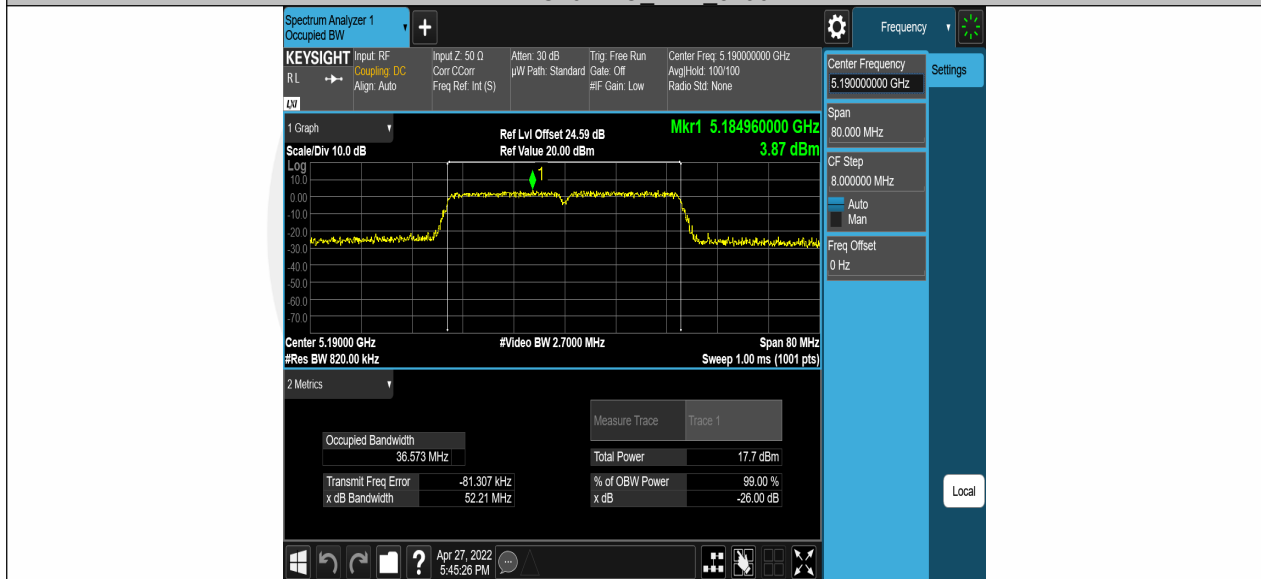 Spectrum Analyzer 1
Occupied BW
+
Frequency
KEYSIGHT
RL
LXI
Input: RF
Coupling: DC
Align: Auto
Input Z: 50 Ω
Corr CCorr
Freq Ref: Int (S)
Atten: 30 dB
µW Path: Standard
Trig: Free Run
Gate: Off
#IF Gain: Low
Center Freq: 5.190000000 GHz
Avg|Hold: 100/100
Radio Std: None
Center Frequency
5.190000000 GHz
Settings
Span
80.000 MHz
CF Step
8.000000 MHz
Auto
Man
Freq Offset
0 Hz
Local
1 Graph
Scale/Div 10.0 dB
Ref Lvl Offset 24.59 dB
Ref Value 20.00 dBm
Mkr1 5.184960000 GHz
3.87 dBm
Log
1
10.0
0.00
-10.0
-20.0
-30.0
-40.0
-50.0
-60.0
-70.0
Center 5.19000 GHz
#Video BW 2.7000 MHz
Span 80 MHz
#Res BW 820.00 kHz
Sweep 1.00 ms (1001 pts)
2 Metrics
Measure Trace
Trace 1
Occupied Bandwidth
36.573 MHz
Total Power
17.7 dBm
Transmit Freq Error
-81.307 kHz
% of OBW Power
99.00 %
x dB Bandwidth
52.21 MHz
x dB
-26.00 dB
?
Apr 27, 2022
5:45:26 PM